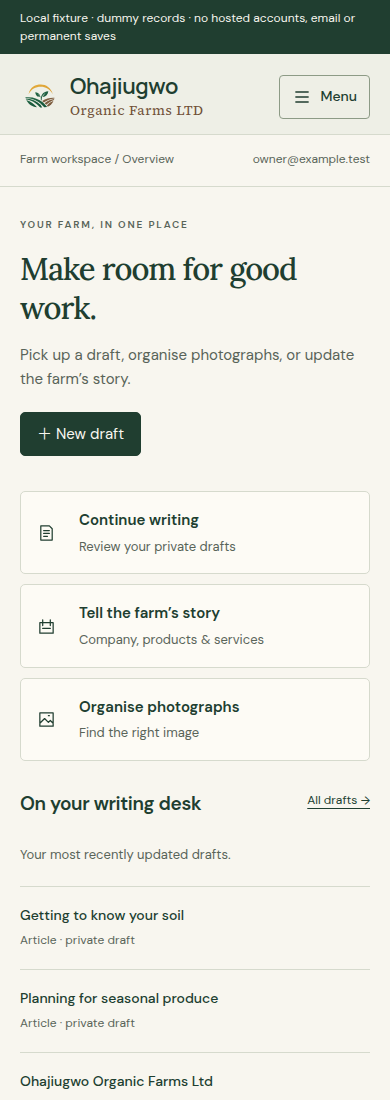 Local fixture · dummy records · no hosted accounts, email or
permanent saves
Ohajiugwo
Organic Farms LTD
Menu
Farm workspace / Overview
owner@example.test
YOUR FARM, IN ONE PLACE
Make room for good
work.
Pick up a draft, organise photographs, or update
the farm’s story.
+ New draft
Continue writing
Review your private drafts
Tell the farm’s story
Company, products & services
Organise photographs
Find the right image
On your writing desk
All drafts →
Your most recently updated drafts.
Getting to know your soil
Article · private draft
Planning for seasonal produce
Article · private draft
Ohajiugwo Organic Farms Ltd